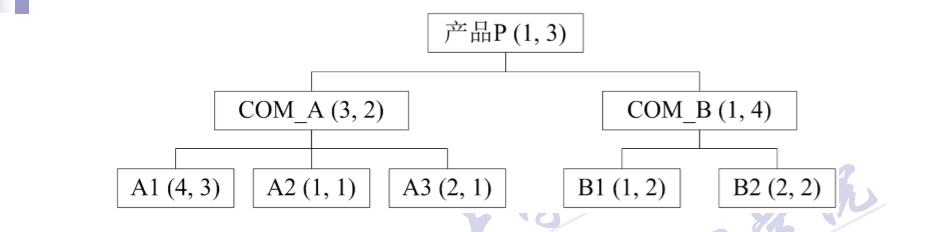 产品P (1, 3)
COM_A (3, 2)
COM_B (1, 4)
A1 (4, 3)
A2 (1, 1)
A3 (2, 1)
B1 (1, 2)
B2 (2, 2)
院